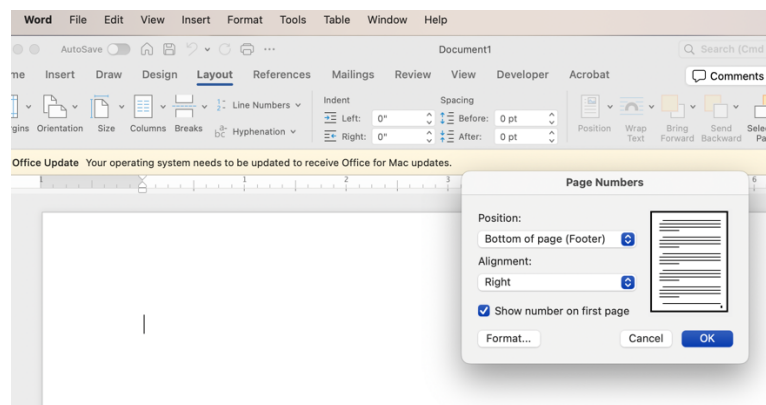 Word File Edit View Insert Format Tools Table Window Help
AutoSave Document1 Search (Cmd
me Insert Draw Design Layout References Mailings Review View Developer Acrobat Comments
Line Numbers Indent Spacing
Left: 0" Before: 0 pt
gins Orientation Size Columns Breaks Hyphenation Right: 0" After: 0 pt Position Wrap Text Bring Forward Send Backward Selec Pa
Office Update Your operating system needs to be updated to receive Office for Mac updates.
1 2 3 6
Page Numbers
Position:
Bottom of page (Footer)
Alignment:
Right
Show number on first page
Format... Cancel OK